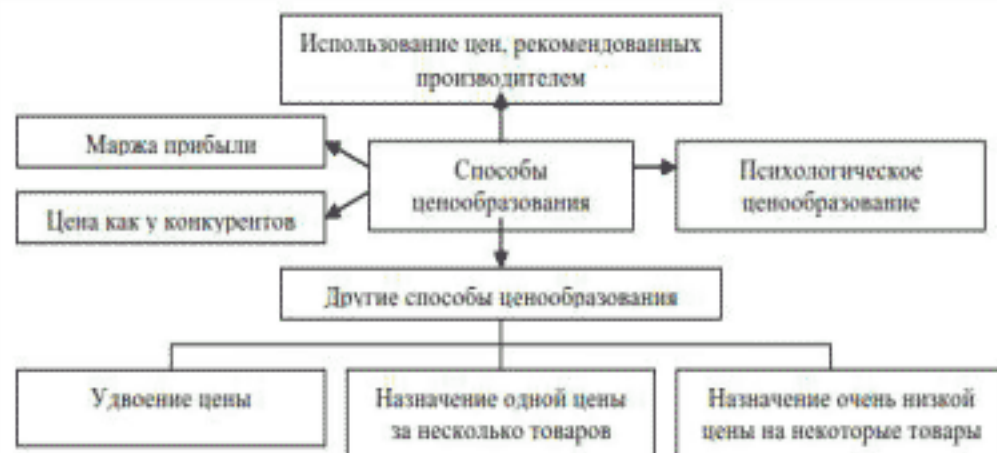 Использование цен, рекомендованных
производителем
Маржа прибыли
Способы
ценообразования
Психологическое
ценообразование
Цена как у конкурентов
Другие способы ценообразования
Удвоение цены
Назначение одной цены
за несколько товаров
Назначение очень низкой
цены на некоторые товары